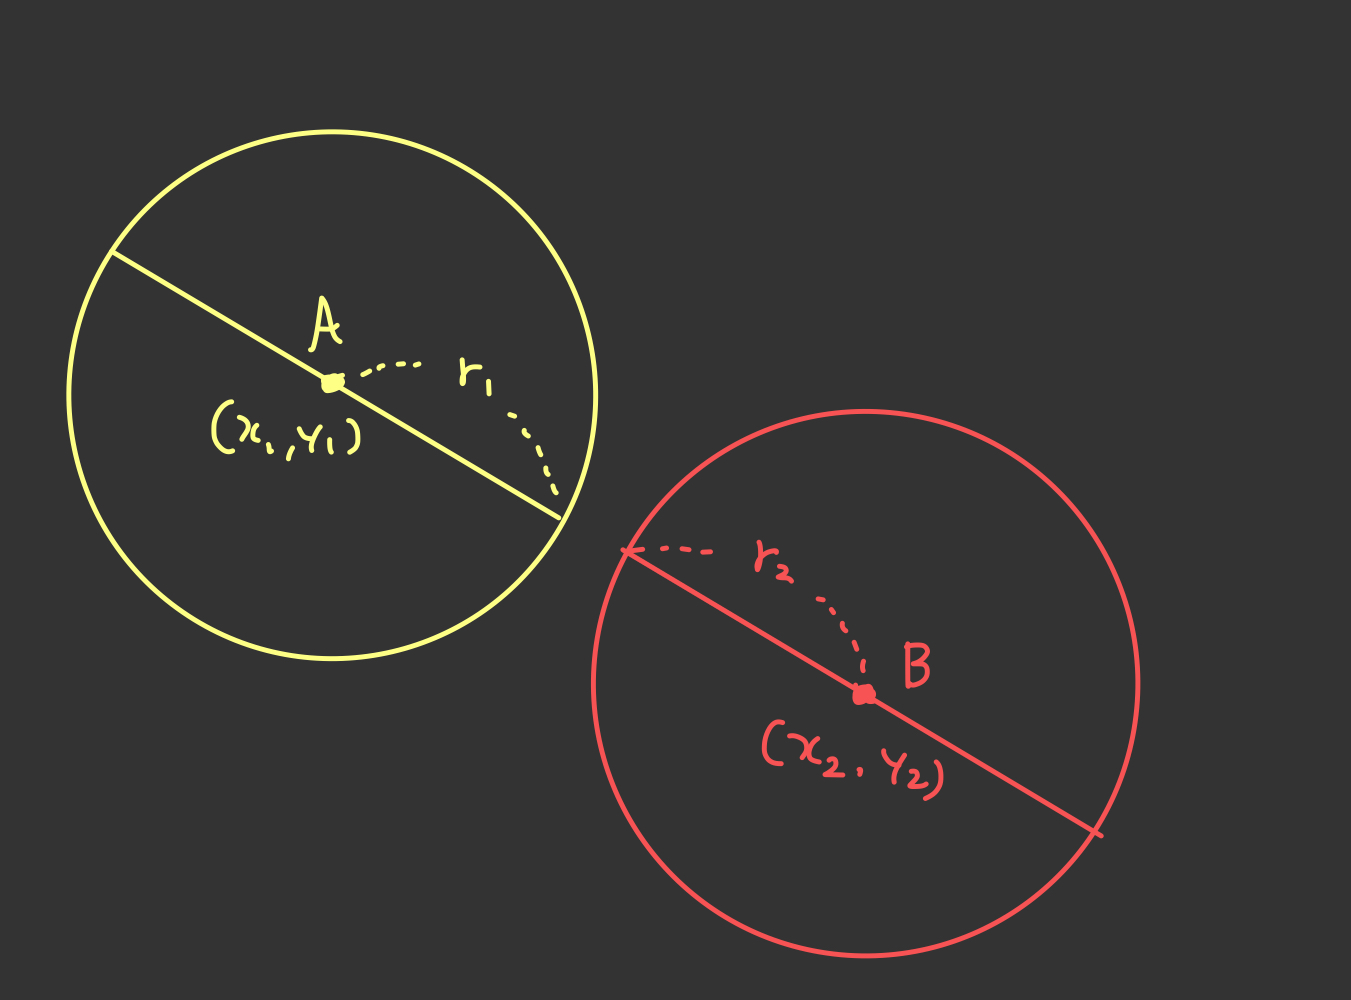 A
r₁
(x₁, y₁)
r₂
B
(x₂, y₂)